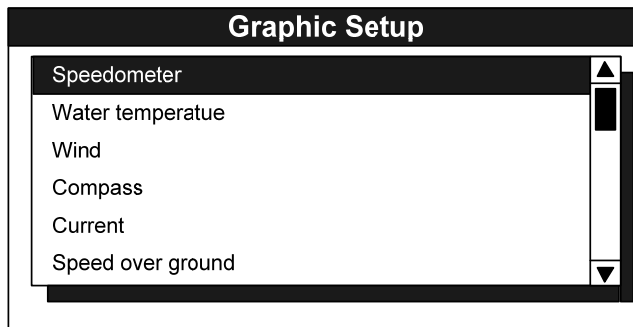 Graphic Setup
Speedometer
Water temperatue
Wind
Compass
Current
Speed over ground